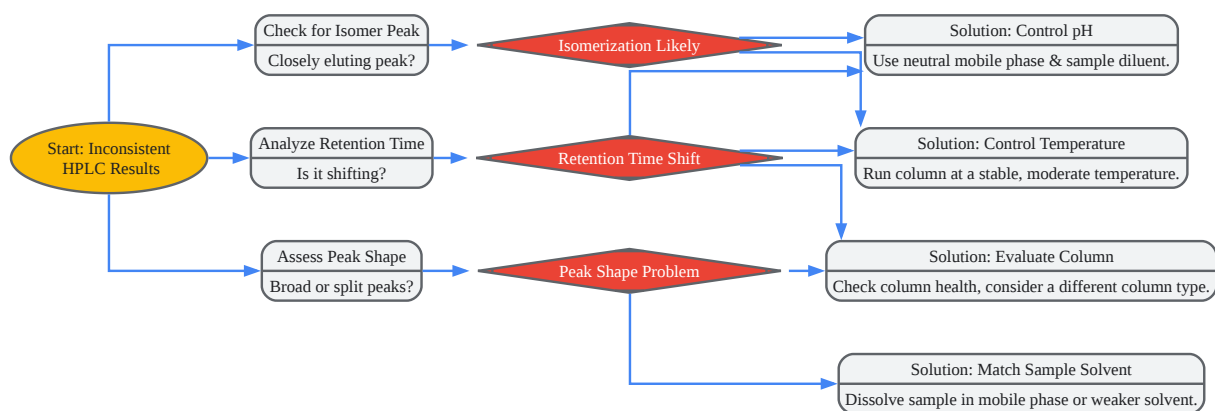 Start: Inconsistent
HPLC Results
Check for Isomer Peak
Closely eluting peak?
Isomerization Likely
Solution: Control pH
Use neutral mobile phase & sample diluent.
Analyze Retention Time
Is it shifting?
Retention Time Shift
Solution: Control Temperature
Run column at a stable, moderate temperature.
Assess Peak Shape
Broad or split peaks?
Peak Shape Problem
Solution: Evaluate Column
Check column health, consider a different column type.
Solution: Match Sample Solvent
Dissolve sample in mobile phase or weaker solvent.